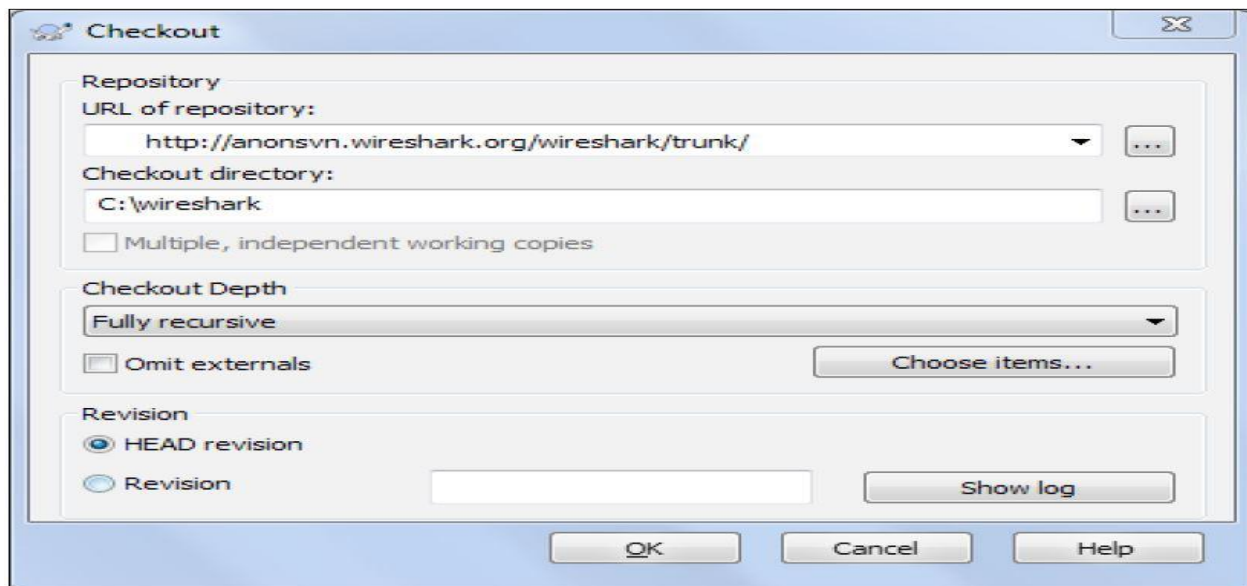 Checkout
Repository
URL of repository:
http://anonsvn.wireshark.org/wireshark/trunk/
...
Checkout directory:
C:\wireshark
...
Multiple, independent working copies
Checkout Depth
Fully recursive
Omit externals
Choose items...
Revision
HEAD revision
Revision
Show log
OK
Cancel
Help